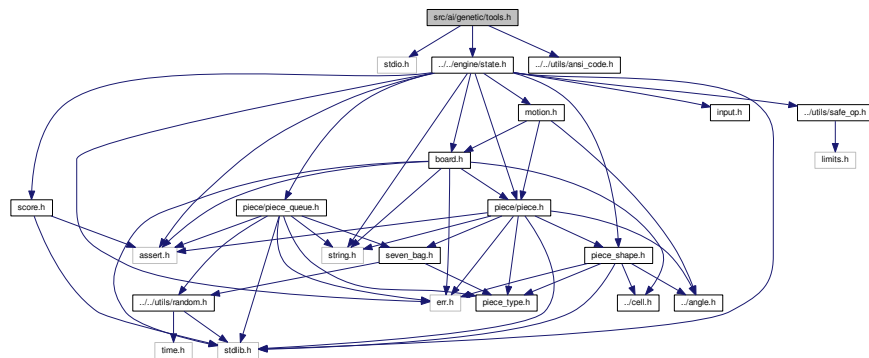 src/ai/genetic/tools.h
stdio.h
../../engine/state.h
../../utils/ansi_code.h
motion.h
input.h
../utils/safe_op.h
board.h
limits.h
score.h
piece/piece_queue.h
piece/piece.h
assert.h
string.h
seven_bag.h
piece_shape.h
../../utils/random.h
err.h
piece_type.h
../cell.h
../angle.h
time.h
stdlib.h